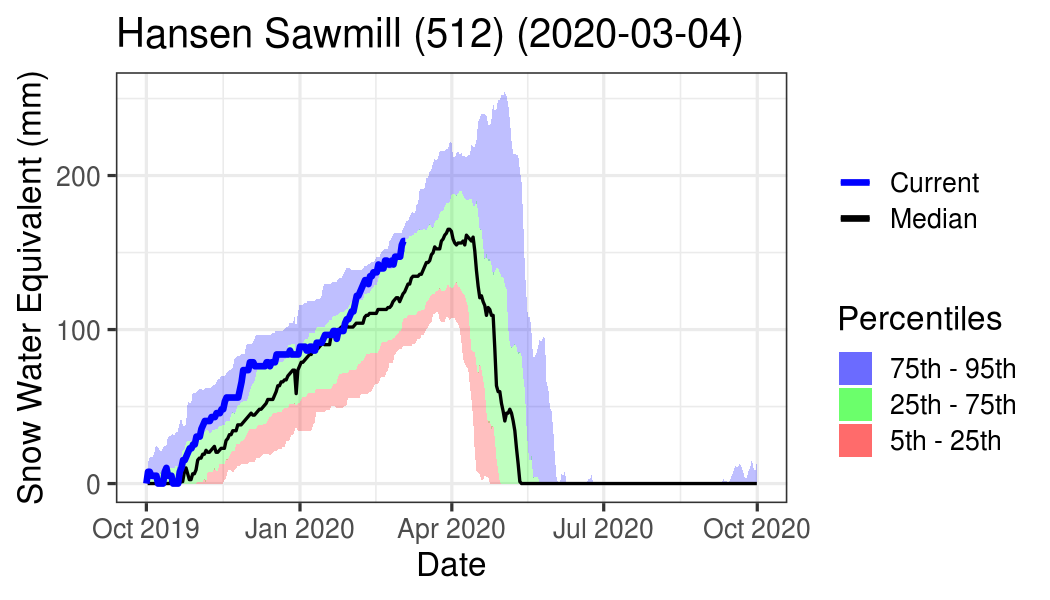 Hansen Sawmill (512) (2020-03-04)
Snow Water Equivalent (mm)
200
100
0
Oct 2019
Jan 2020
Apr 2020
Jul 2020
Oct 2020
Date
Current
Median
Percentiles
75th - 95th
25th - 75th
5th - 25th